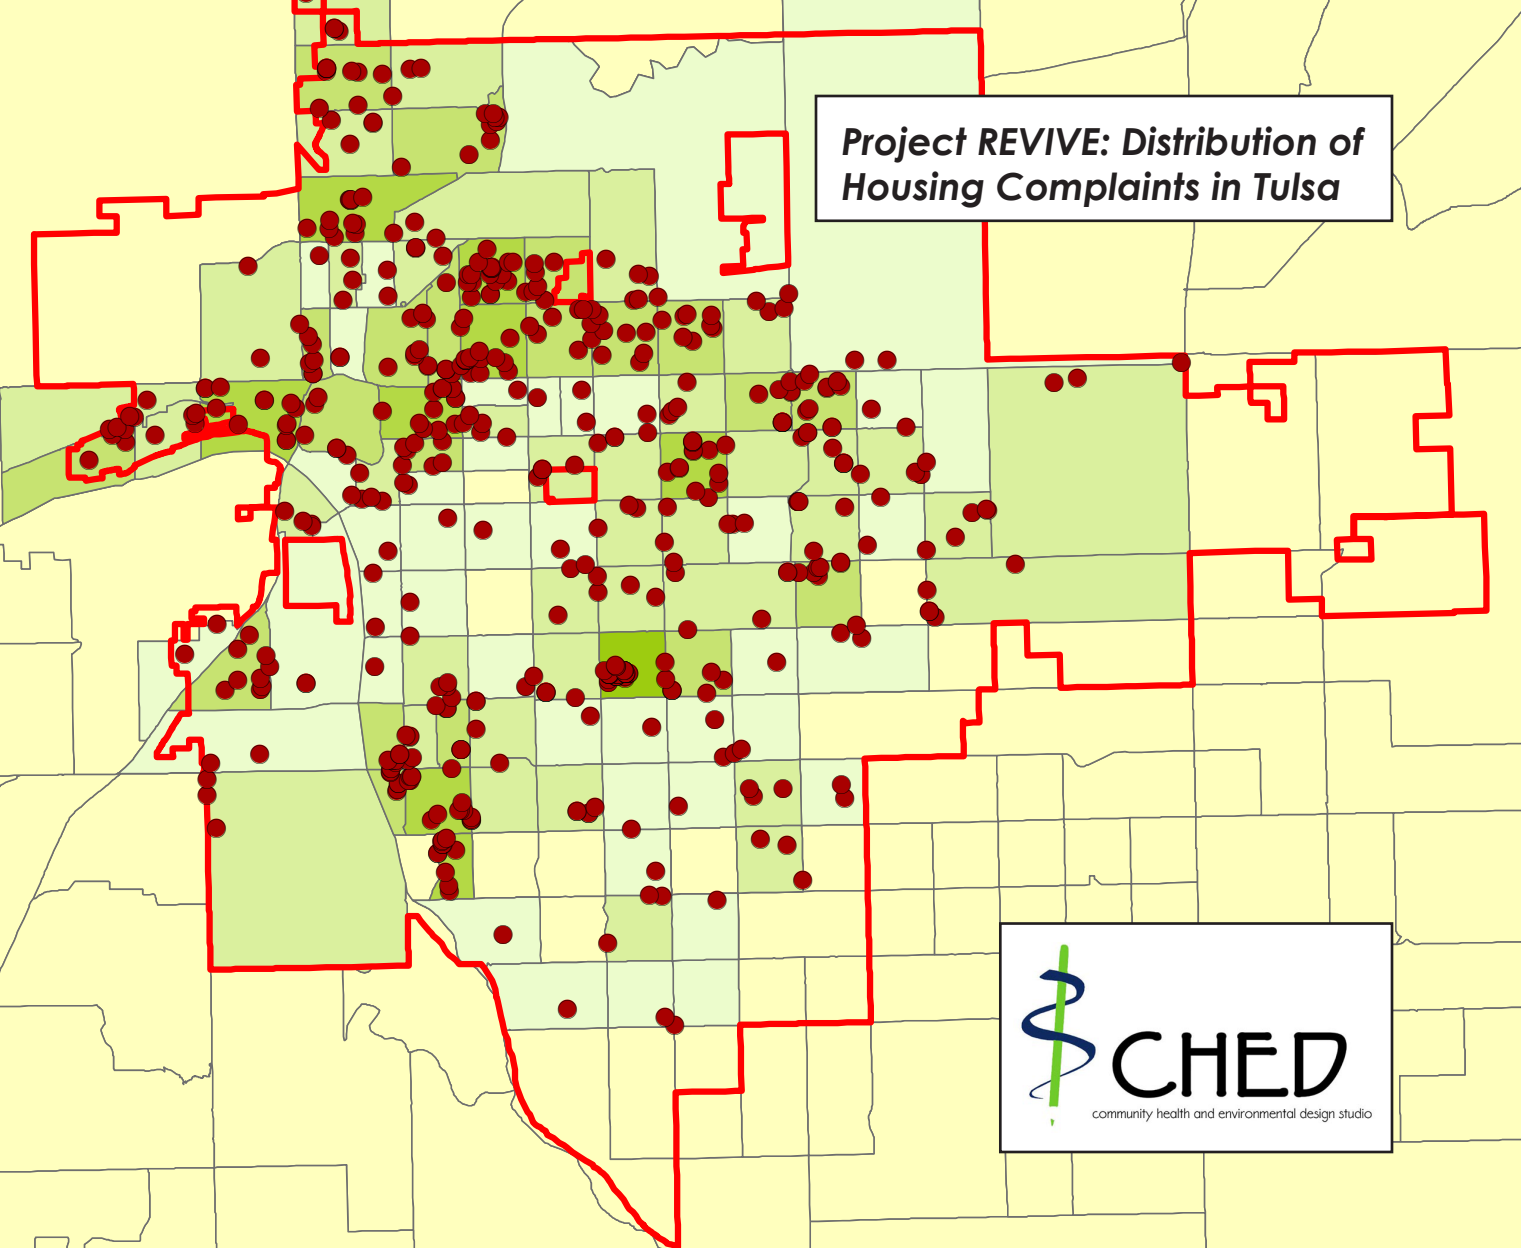 Project REVIVE: Distribution of
Housing Complaints in Tulsa
CHED
community health and environmental design studio